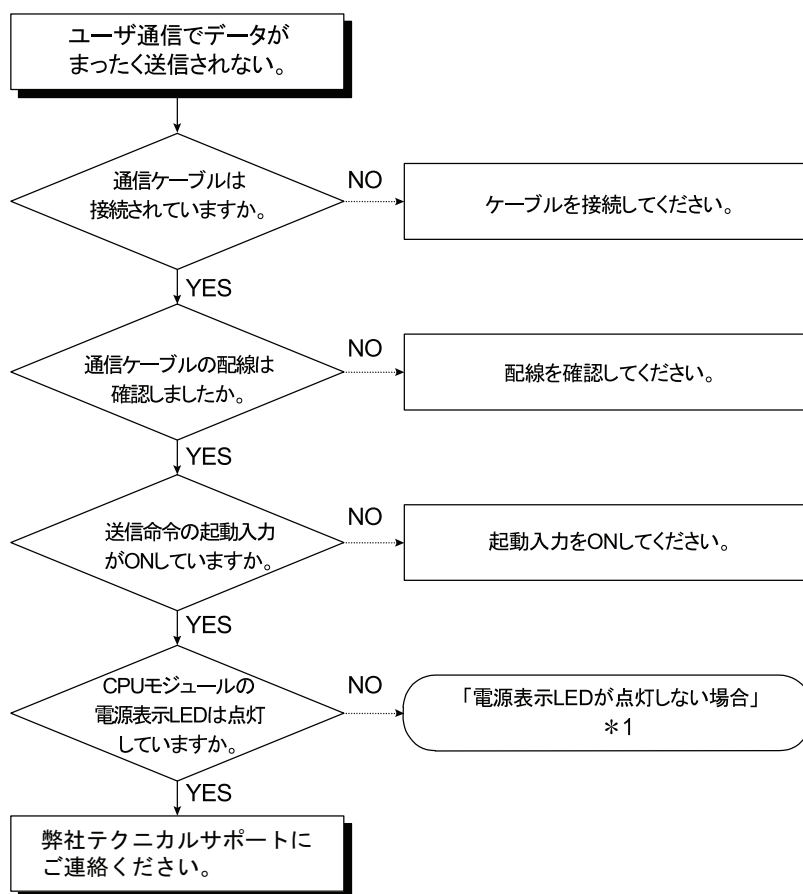 ユーザ通信でデータが
まったく送信されない。
通信ケーブルは
接続されていますか。
NO
ケーブルを接続してください。
YES
通信ケーブルの配線は
確認しましたか。
NO
配線を確認してください。
YES
送信命令の起動入力
がONしていますか。
NO
起動入力をONしてください。
YES
CPUモジュールの
電源表示LEDは点灯
していますか。
NO
「電源表示LEDが点灯しない場合」
＊1
YES
弊社テクニカルサポートに
ご連絡ください。